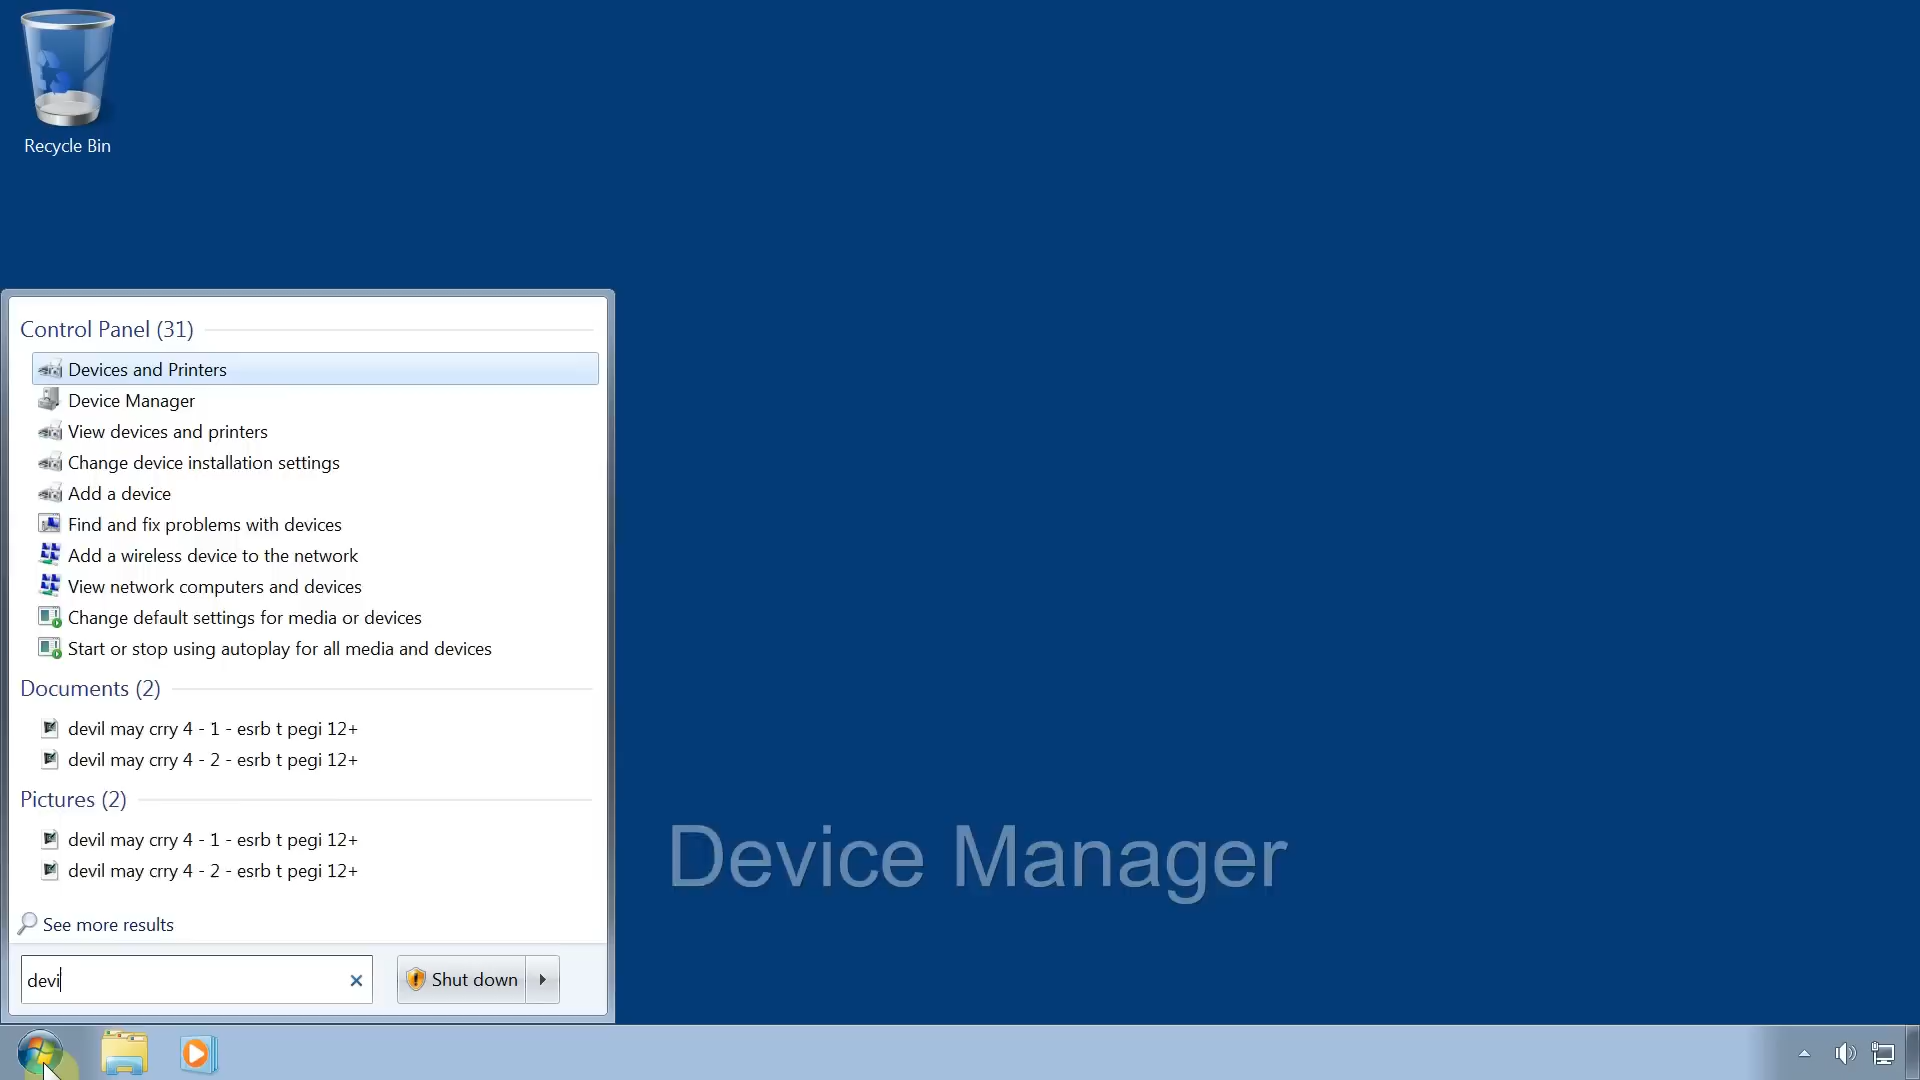 Recycle Bin
Control Panel (31)
Devices and Printers
Device Manager
View devices and printers
Change device installation settings
Add a device
Find and fix problems with devices
Add a wireless device to the network
View network computers and devices
Change default settings for media or devices
Start or stop using autoplay for all media and devices
Documents (2)
devil may crry 4 - 1 - esrb t pegi 12+
devil may crry 4 - 2 - esrb t pegi 12+
Pictures (2)
devil may crry 4 - 1 - esrb t pegi 12+
devil may crry 4 - 2 - esrb t pegi 12+
See more results
devi
Shut down
Device Manager